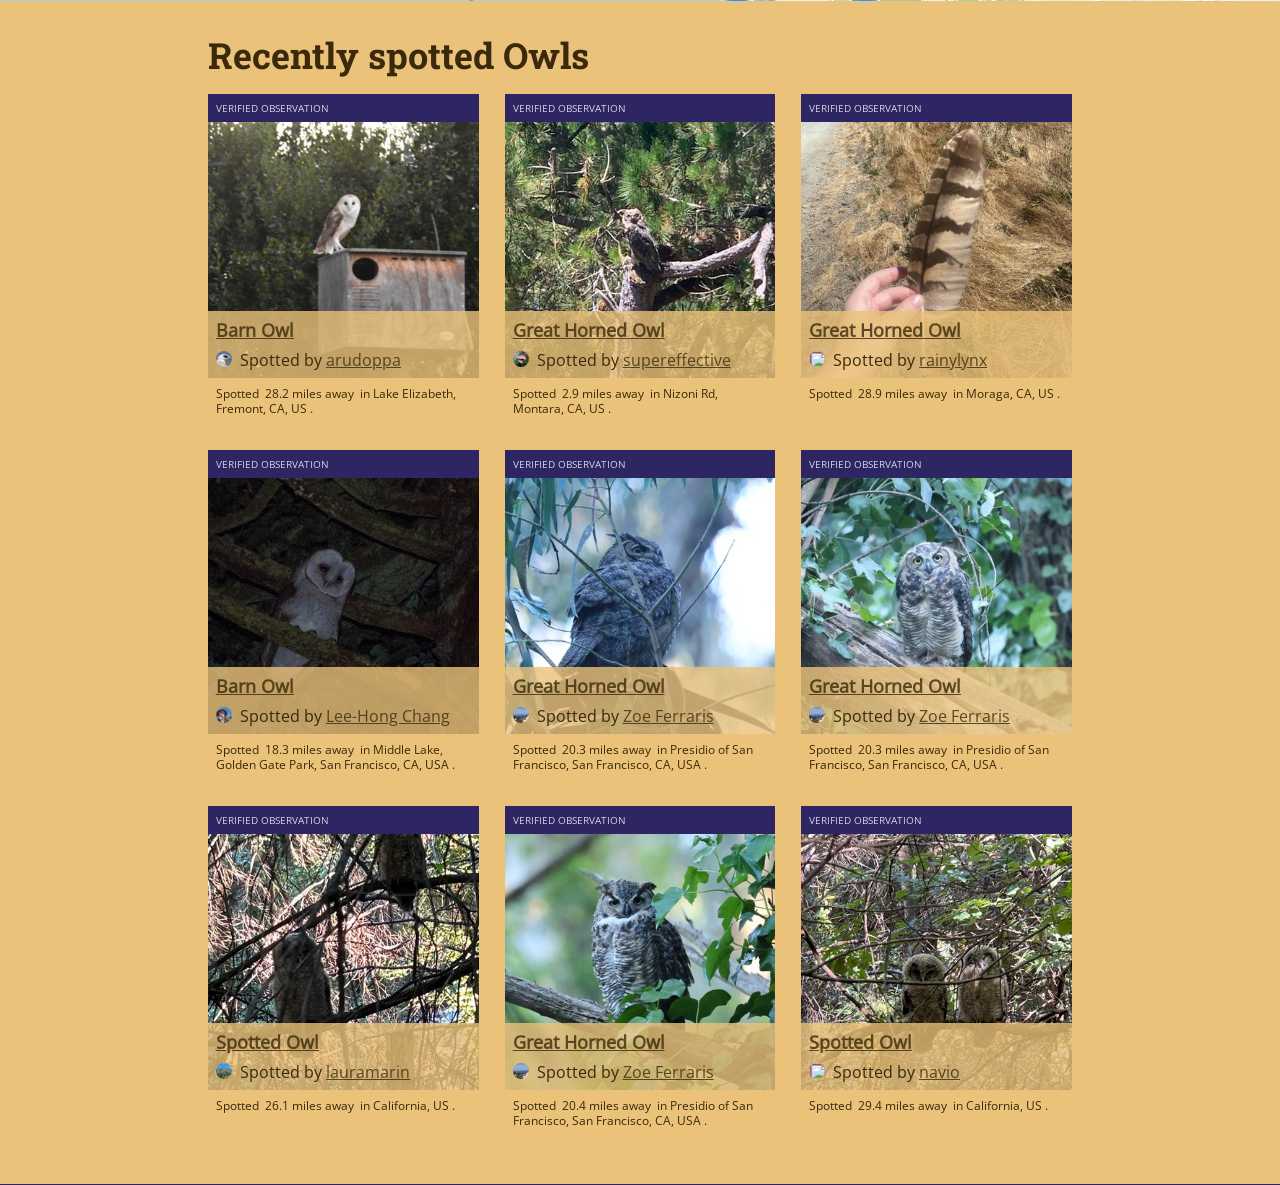 Recently spotted Owls
VERIFIED OBSERVATION
Barn Owl
Spotted by arudoppa
Spotted 28.2 miles away in Lake Elizabeth,
Fremont, CA, US .
VERIFIED OBSERVATION
Great Horned Owl
Spotted by supereffective
Spotted 2.9 miles away in Nizoni Rd,
Montara, CA, US .
VERIFIED OBSERVATION
Great Horned Owl
Spotted by rainylynx
Spotted 28.9 miles away in Moraga, CA, US .
VERIFIED OBSERVATION
Barn Owl
Spotted by Lee-Hong Chang
Spotted 18.3 miles away in Middle Lake,
Golden Gate Park, San Francisco, CA, USA .
VERIFIED OBSERVATION
Great Horned Owl
Spotted by Zoe Ferraris
Spotted 20.3 miles away in Presidio of San
Francisco, San Francisco, CA, USA .
VERIFIED OBSERVATION
Great Horned Owl
Spotted by Zoe Ferraris
Spotted 20.3 miles away in Presidio of San
Francisco, San Francisco, CA, USA .
VERIFIED OBSERVATION
Spotted Owl
Spotted by lauramarin
Spotted 26.1 miles away in California, US .
VERIFIED OBSERVATION
Great Horned Owl
Spotted by Zoe Ferraris
Spotted 20.4 miles away in Presidio of San
Francisco, San Francisco, CA, USA .
VERIFIED OBSERVATION
Spotted Owl
Spotted by navio
Spotted 29.4 miles away in California, US .